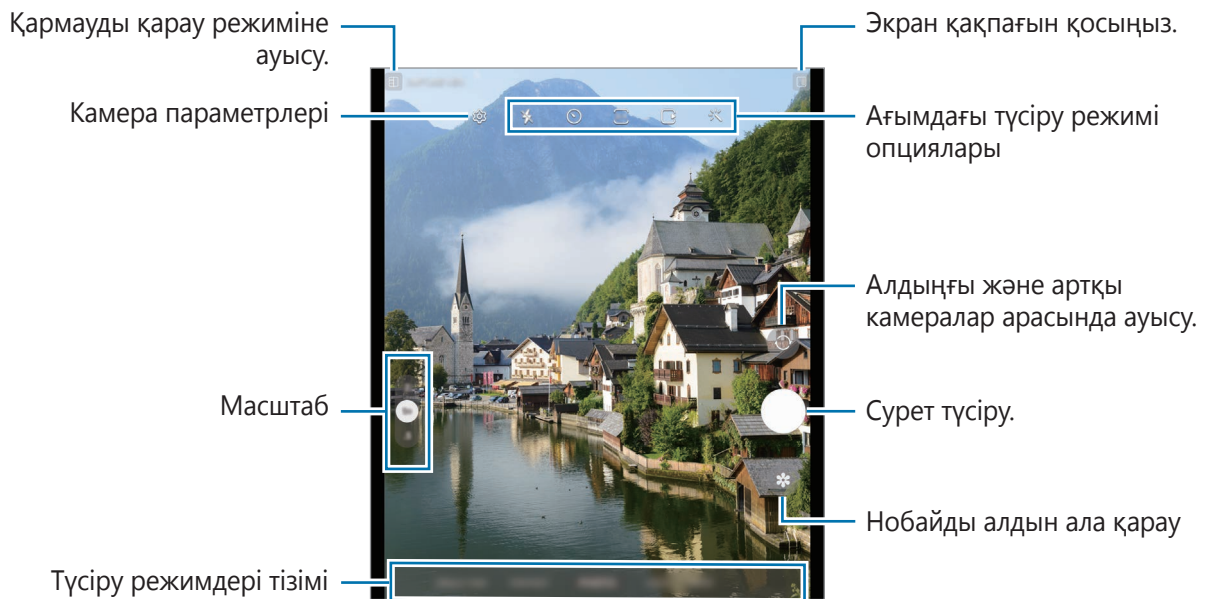 Қармауды қарау режиміне
ауысу.
Экран қақпағын қосыңыз.
Камера параметрлері
Ағымдағы түсіру режимі
опциялары
Алдыңғы және артқы
камералар арасында ауысу.
Масштаб
Сурет түсіру.
Нобайды алдын ала қарау
Түсіру режимдері тізімі